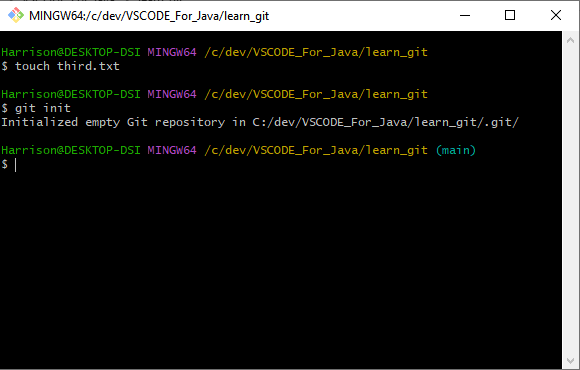 MINGW64:/c/dev/VSCODE_For_Java/learn_git
Harrison@DESKTOP-DSI MINGW64 /c/dev/VSCODE_For_Java/learn_git
$ touch third.txt
Harrison@DESKTOP-DSI MINGW64 /c/dev/VSCODE_For_Java/learn_git
$ git init
Initialized empty Git repository in C:/dev/VSCODE_For_Java/learn_git/.git/
Harrison@DESKTOP-DSI MINGW64 /c/dev/VSCODE_For_Java/learn_git (main)
$